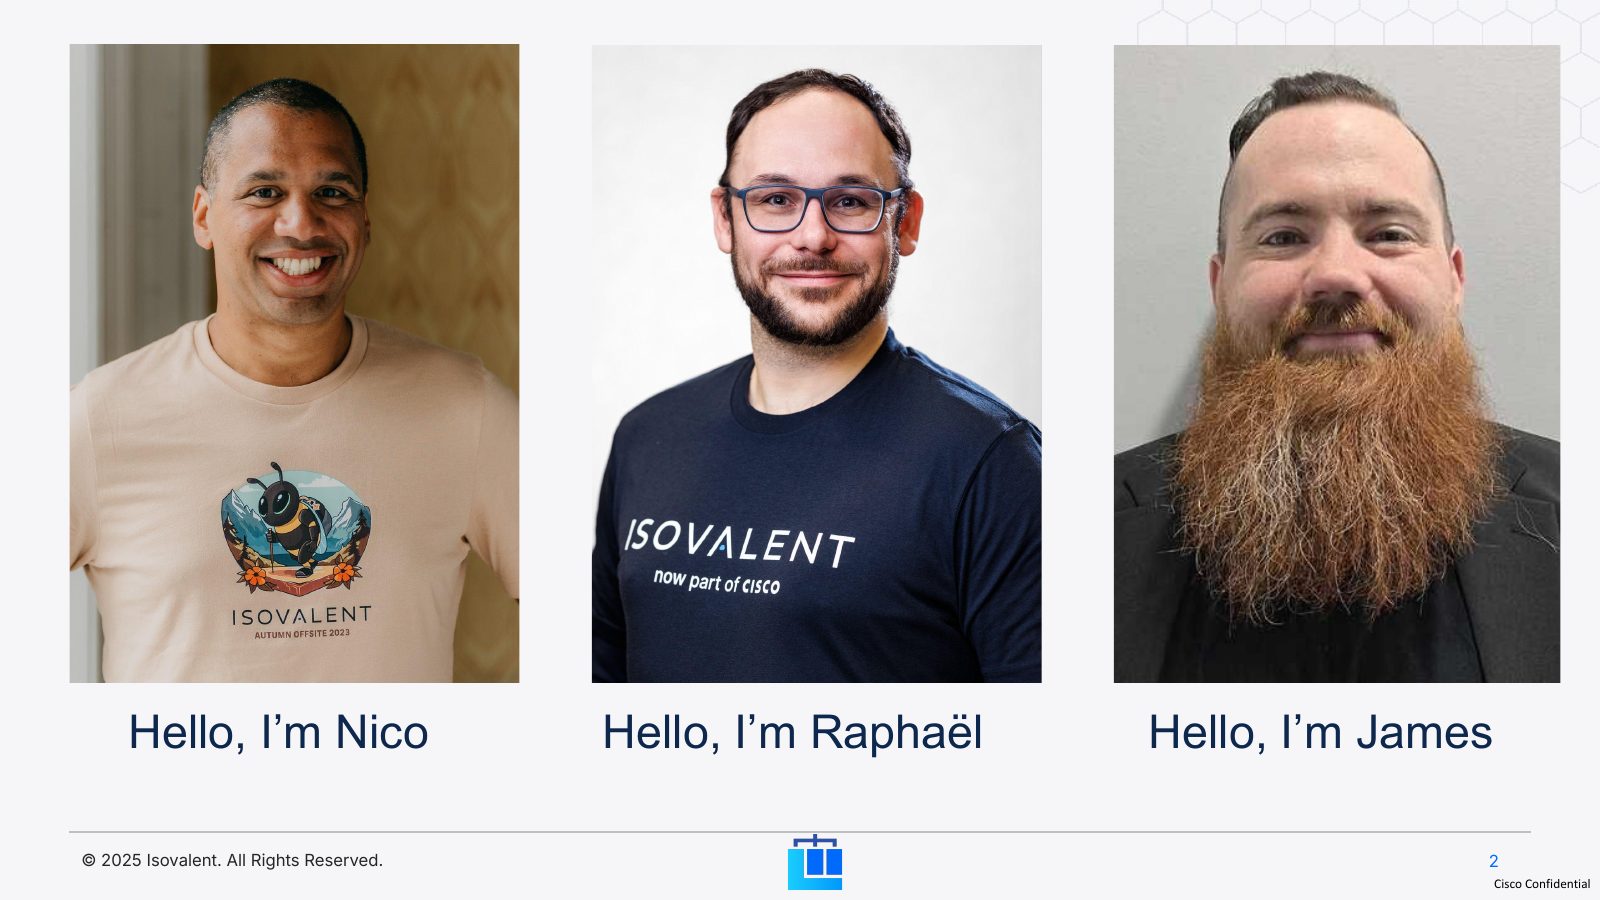 ISOVALENT
AUTUMN OFFSITE 2023
ISOVALENT
now part of CISCO
Hello, I’m Nico
Hello, I’m Raphaël
Hello, I’m James
© 2025 Isovalent. All Rights Reserved.
2
Cisco Confidential